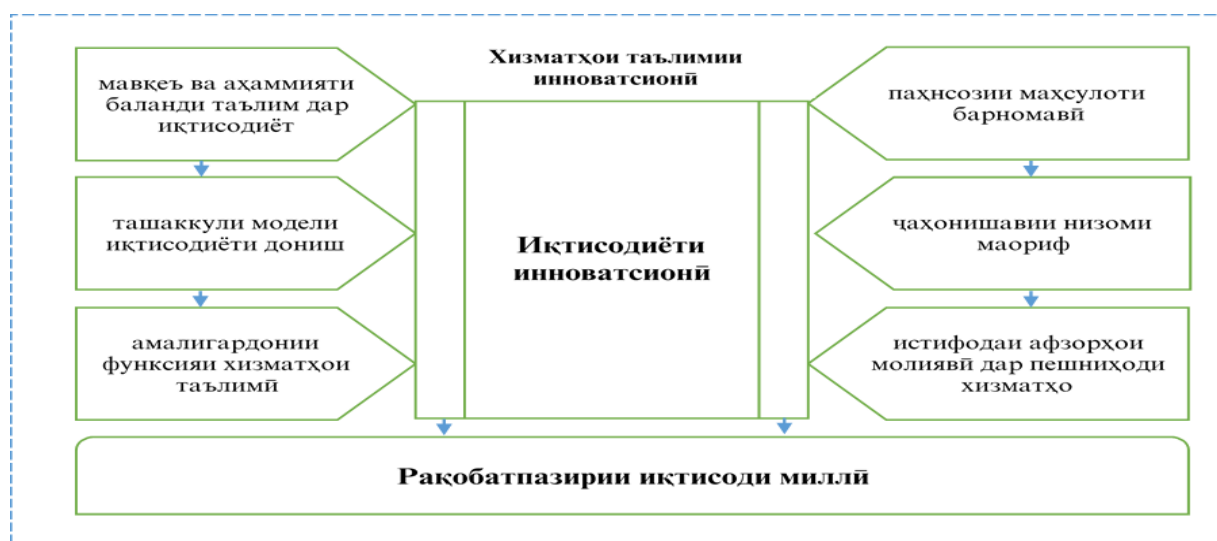 Хизматҳои таълимии
инноватсионӣ
мавқеъ ва аҳаммияти
баланди таълим дар
иқтисодиёт
ташаккули модели
иқтисодиёти дониш
амалигардонии
функсияи хизматҳои
таълимӣ
Иқтисодиёти
инноватсионӣ
паҳнсозии маҳсулоти
барномавӣ
ҷаҳонишавии низоми
маориф
истифодаи афзорҳои
молиявӣ дар пешниҳоди
хизматҳо
Рақобатпазирии иқтисоди миллӣ